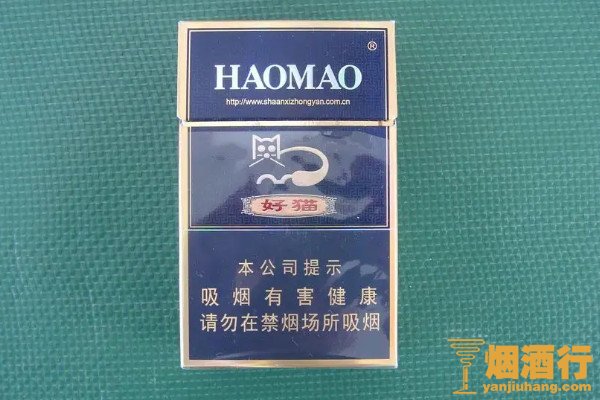 HAOMAO®
http://www.shaanxizhongyan.com.cn
好猫
本公司提示
吸烟有害健康
请勿在禁烟场所吸烟
烟酒行
yanjiuhang.com